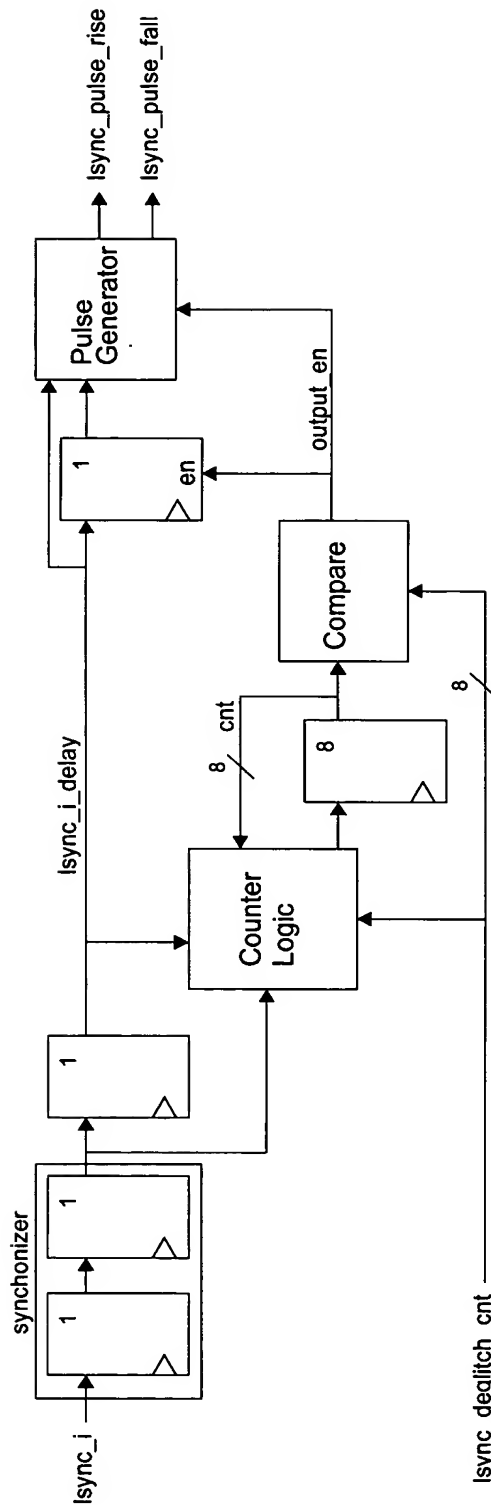 synchonizer
lsync_i
1
1
1
lsync_i_delay
Counter
Logic
8
cnt
8
Compare
output_en
1
en
Pulse
Generator
lsync_pulse_rise
lsync_pulse_fall
8
lsync_deglitch_cnt